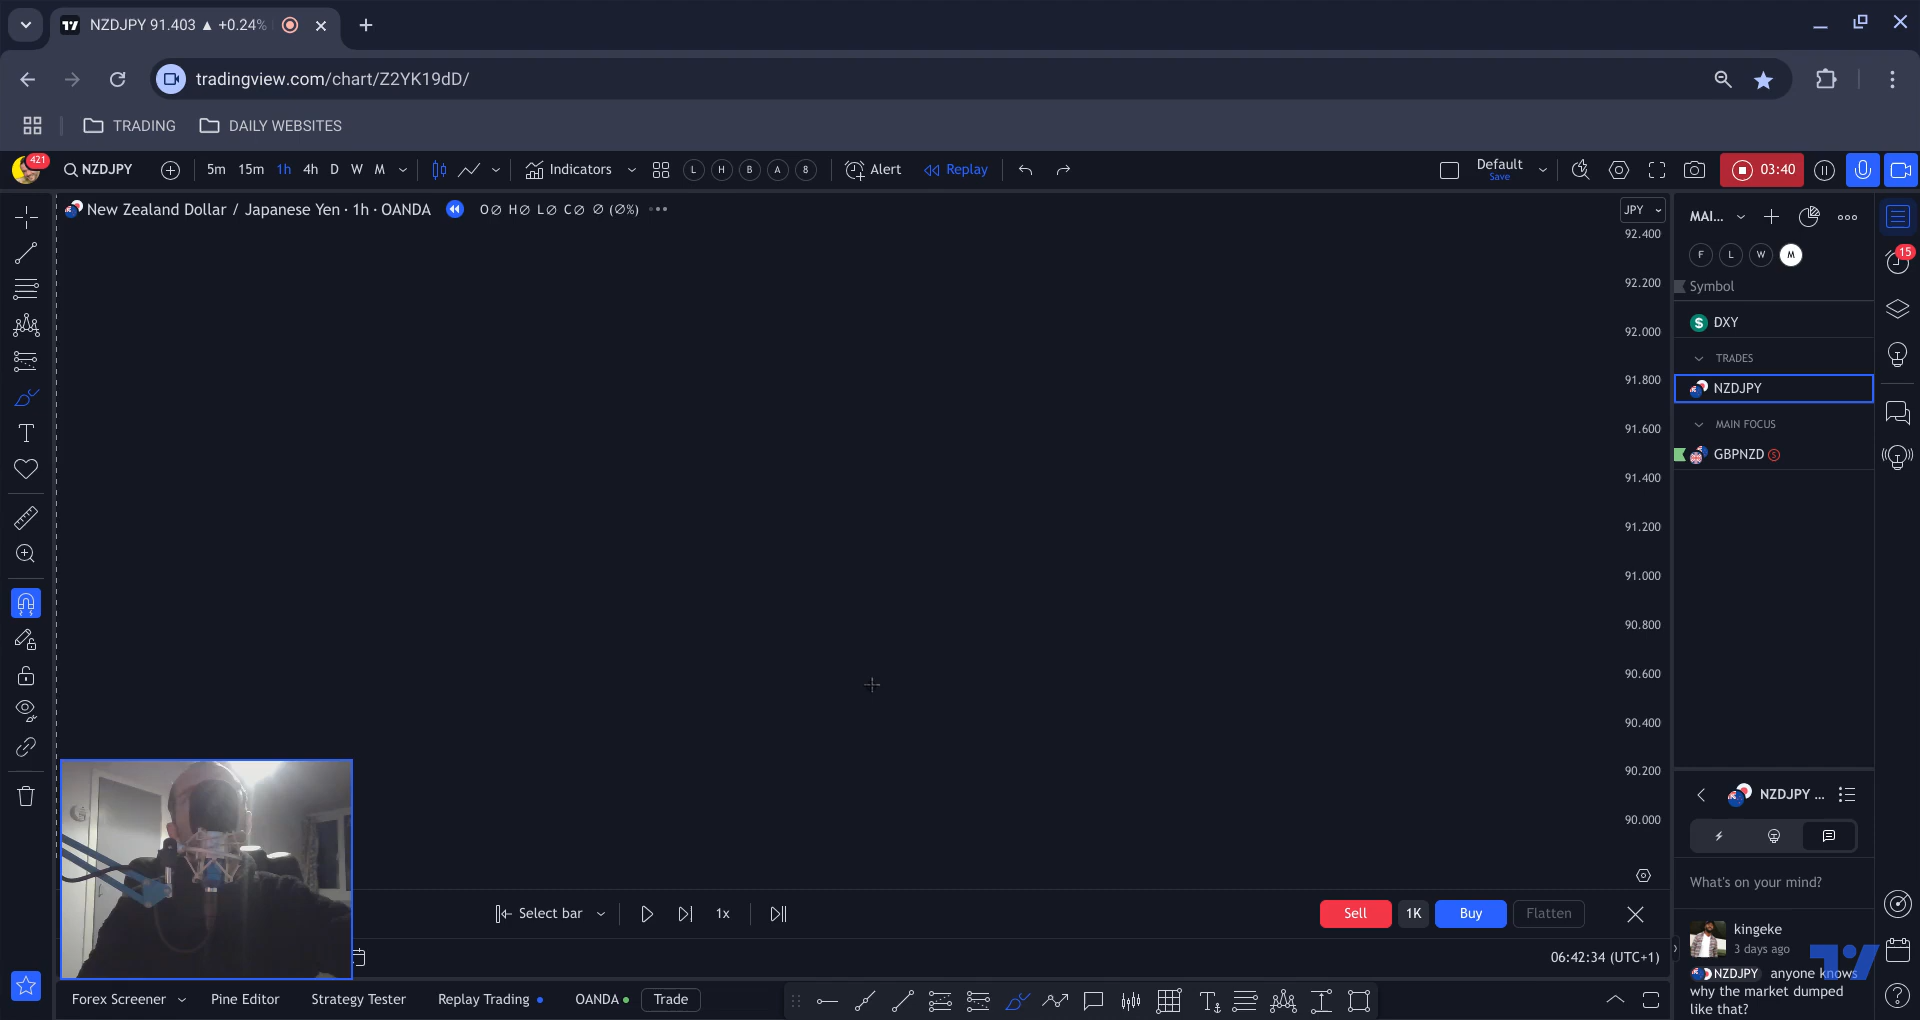 NZDJPY 91.403 ▲ +0.24%
tradingview.com/chart/Z2YK19dD/
TRADING
DAILY WEBSITES
421
NZDJPY
5m 15m 1h 4h D W M
Indicators
L H B A 8
Alert
Replay
Default
Save
03:40
New Zealand Dollar / Japanese Yen · 1h · OANDA
O∅ H∅ L∅ C∅ ∅ (∅%)
JPY
92.400
92.200
92.000
91.800
91.600
91.400
91.200
91.000
90.800
90.600
90.400
90.200
90.000
MAI...
F L W M
Symbol
DXY
TRADES
NZDJPY
MAIN FOCUS
GBPNZD S
15
NZDJPY ...
What's on your mind?
kingeke
3 days ago
NZDJPY anyone knows
why the market dumped
like that?
Select bar
1x
Sell
1K
Buy
Flatten
06:42:34 (UTC+1)
Forex Screener
Pine Editor
Strategy Tester
Replay Trading
OANDA
Trade